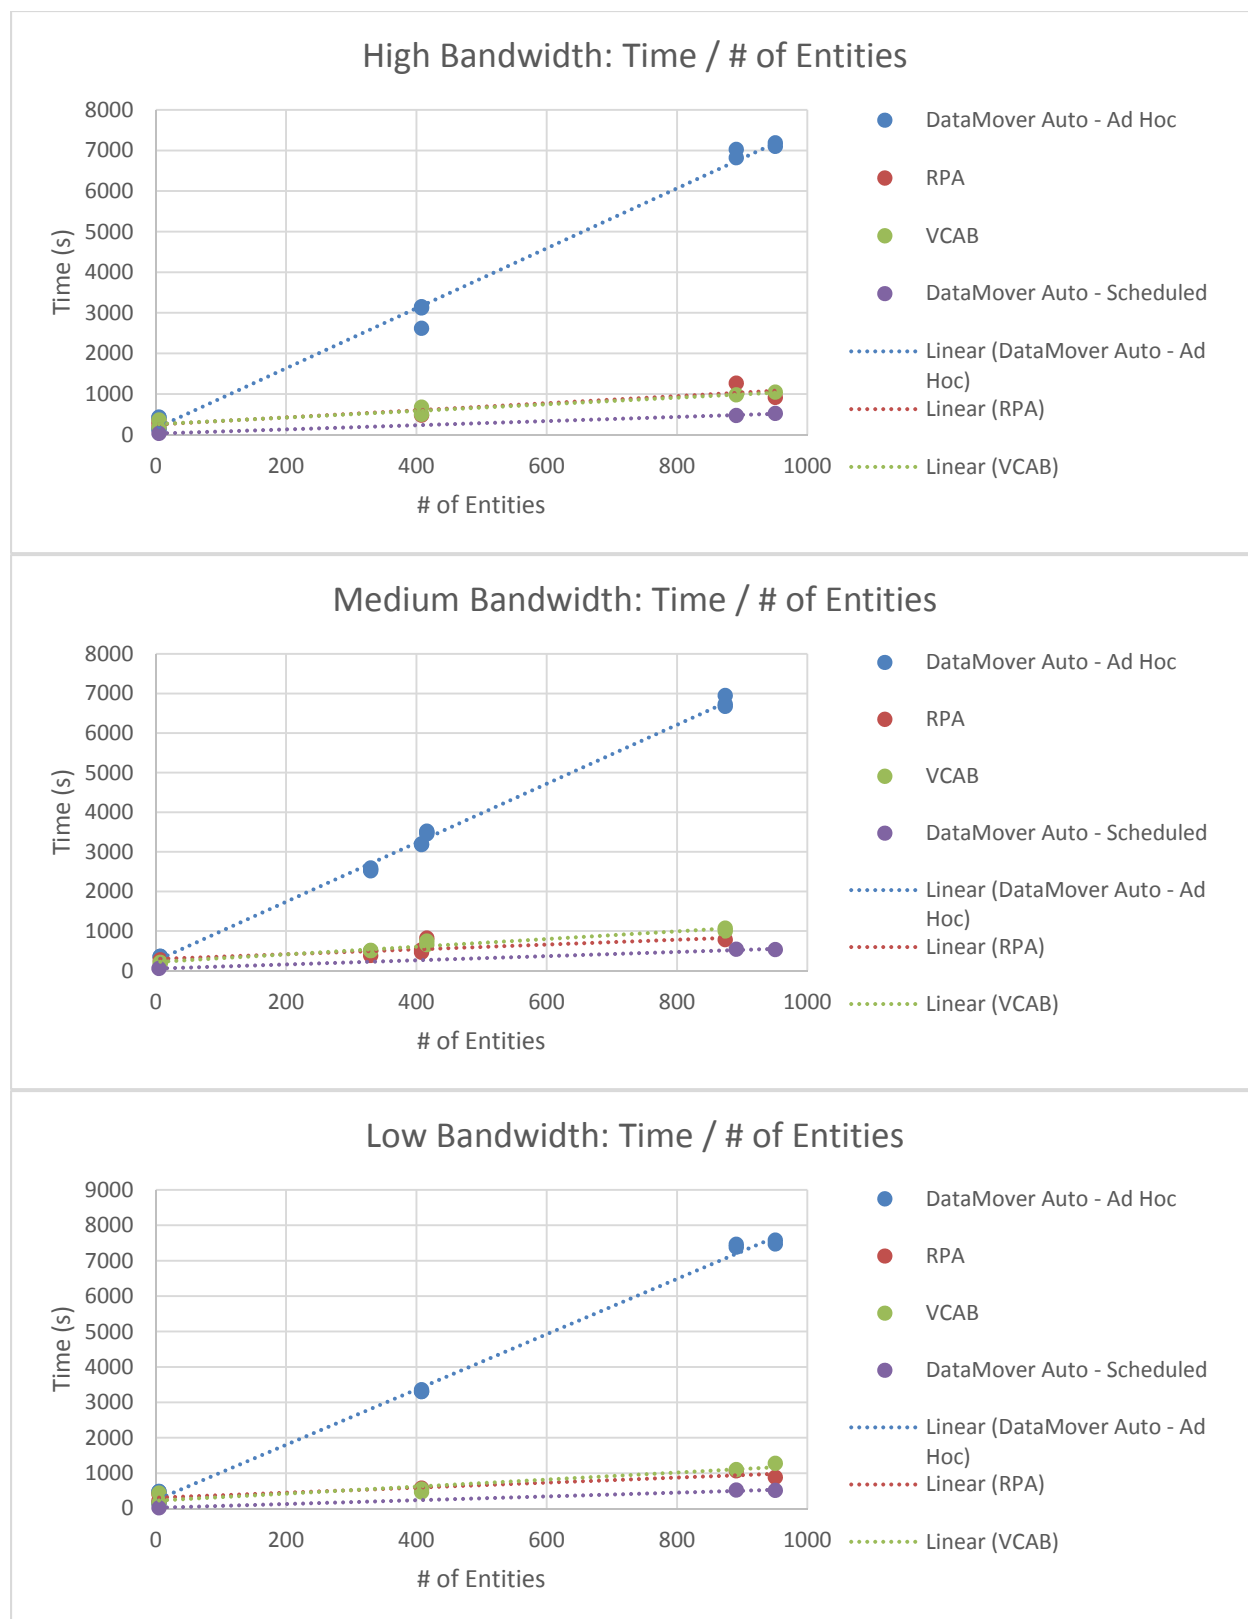 High Bandwidth: Time / # of Entities
8000
7000
6000
5000
4000
3000
2000
1000
0
Time (s)
0 200 400 600 800 1000
# of Entities
DataMover Auto - Ad Hoc
RPA
VCAB
DataMover Auto - Scheduled
Linear (DataMover Auto - Ad
Hoc)
Linear (RPA)
Linear (VCAB)
Medium Bandwidth: Time / # of Entities
8000
7000
6000
5000
4000
3000
2000
1000
0
Time (s)
0 200 400 600 800 1000
# of Entities
DataMover Auto - Ad Hoc
RPA
VCAB
DataMover Auto - Scheduled
Linear (DataMover Auto - Ad
Hoc)
Linear (RPA)
Linear (VCAB)
Low Bandwidth: Time / # of Entities
9000
8000
7000
6000
5000
4000
3000
2000
1000
0
Time (s)
0 200 400 600 800 1000
# of Entities
DataMover Auto - Ad Hoc
RPA
VCAB
DataMover Auto - Scheduled
Linear (DataMover Auto - Ad
Hoc)
Linear (RPA)
Linear (VCAB)